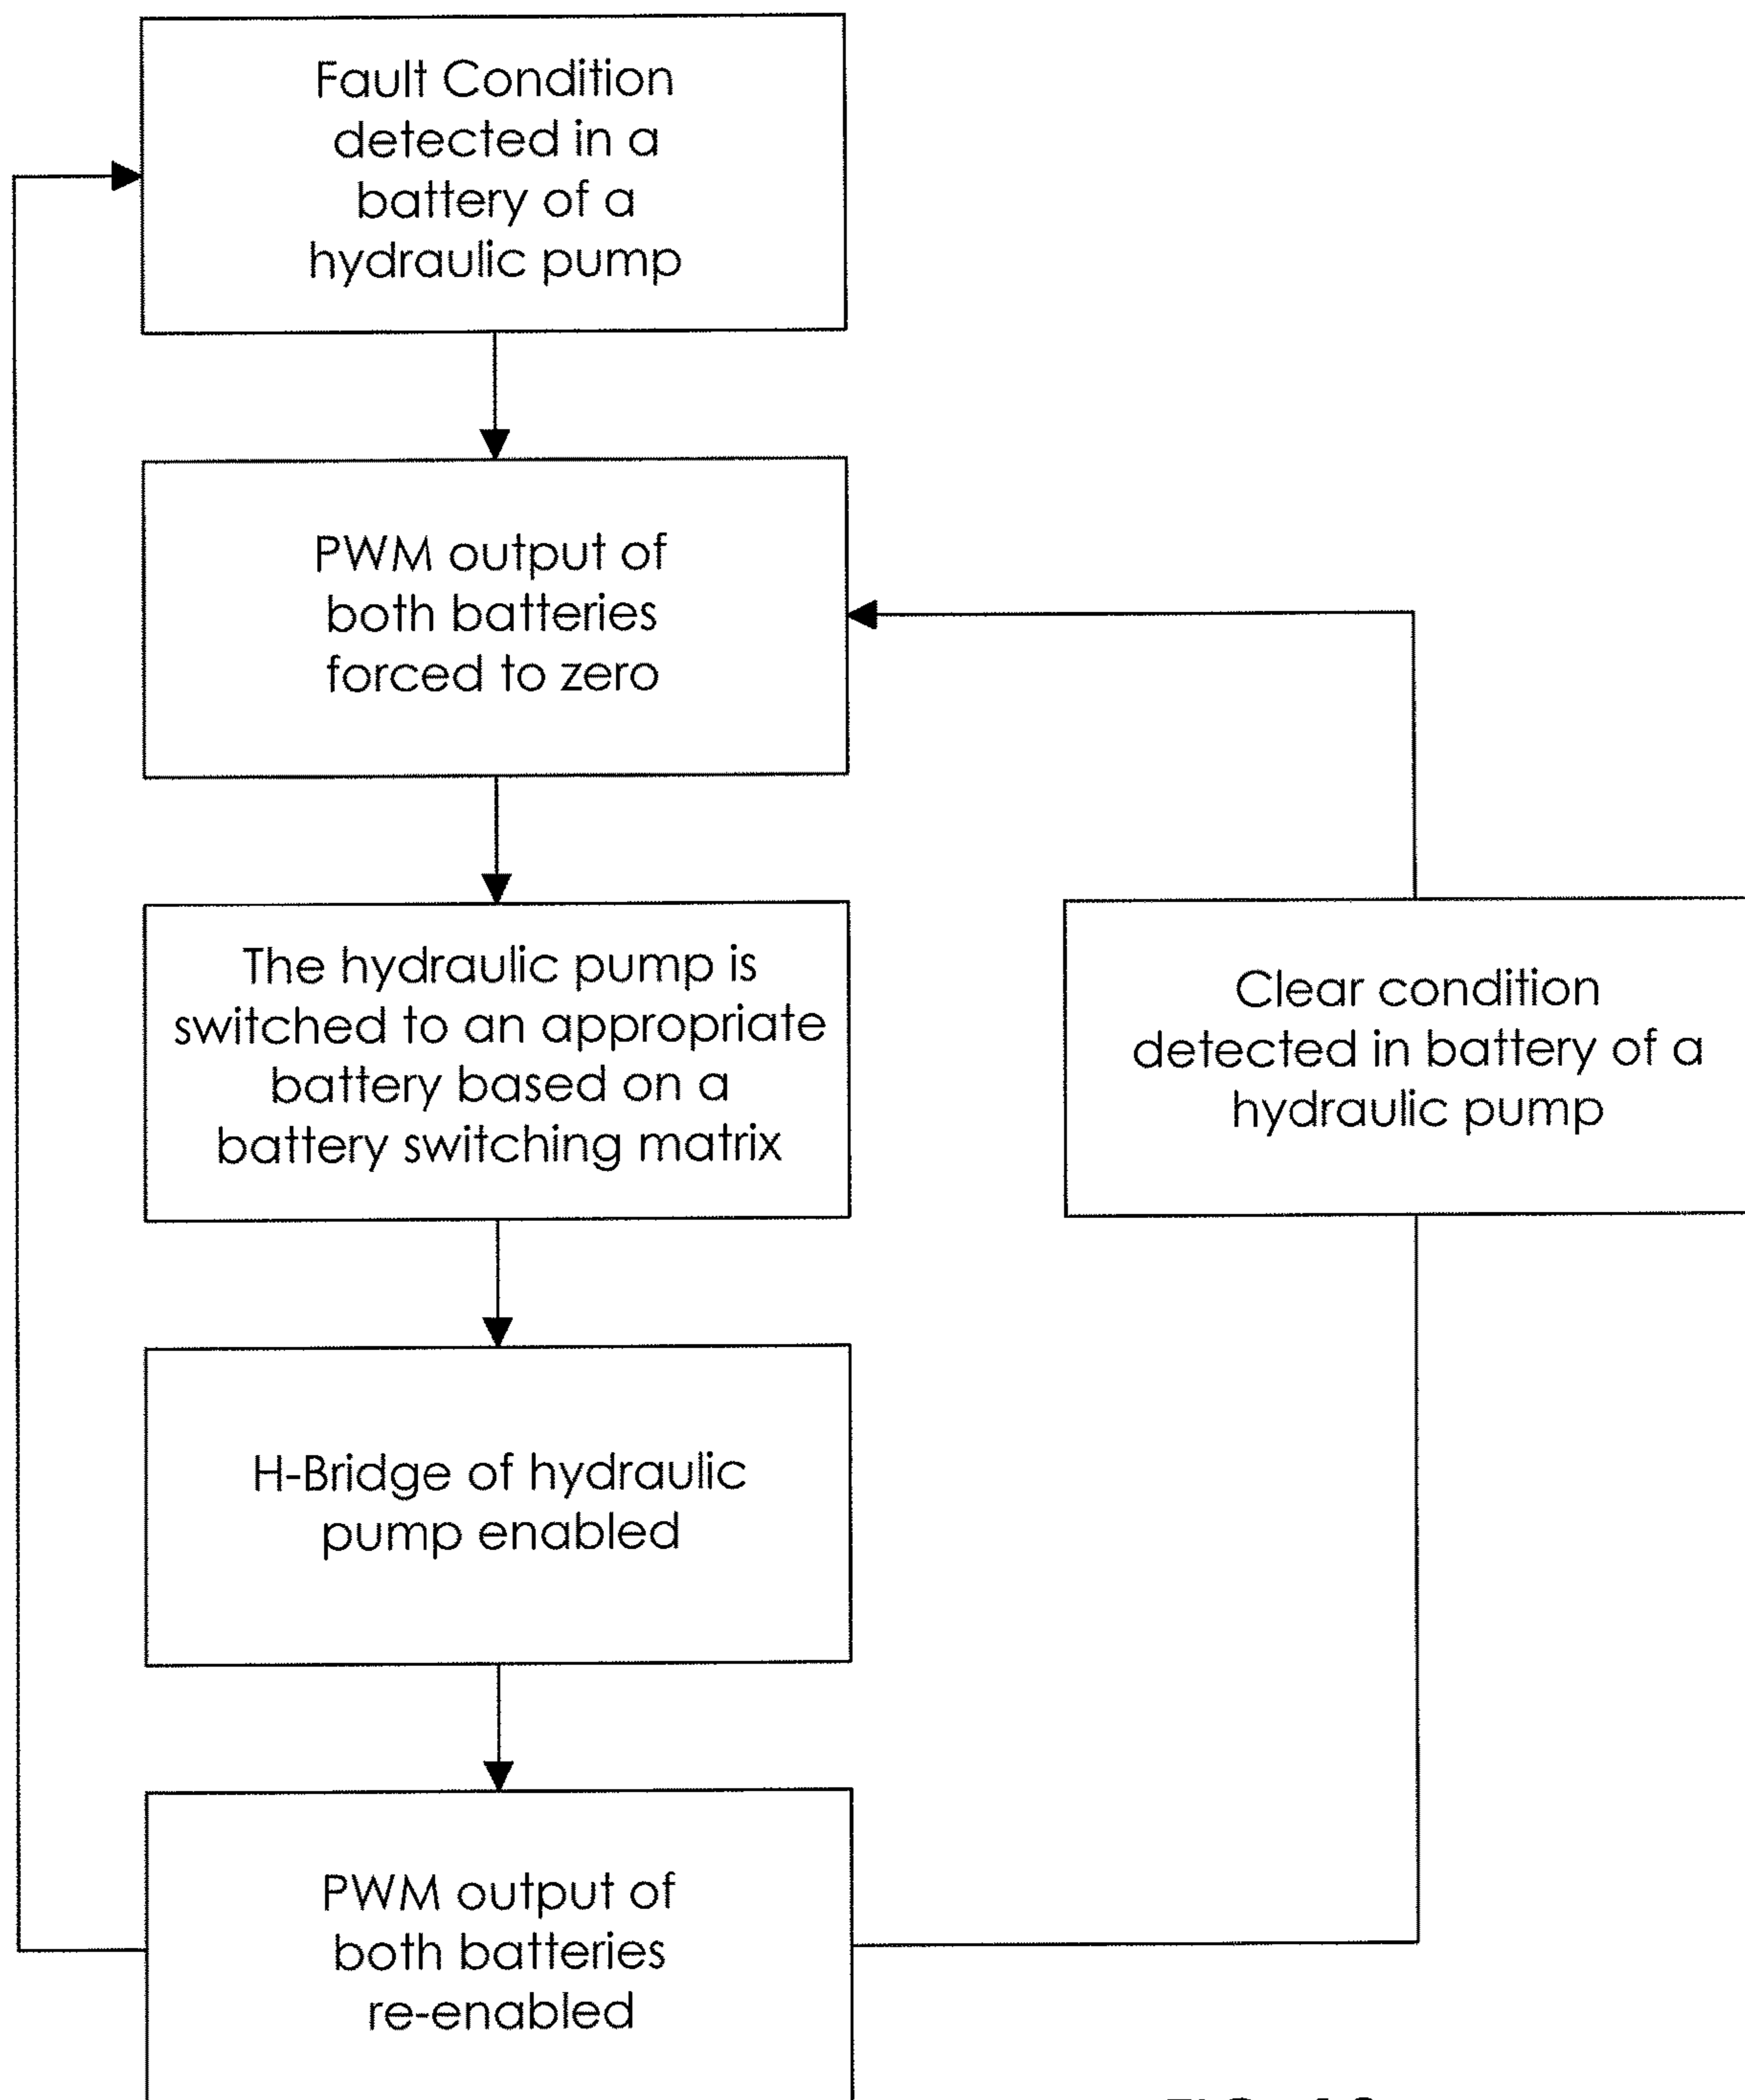 Fault Condition
detected in a
battery of a
hydraulic pump
PWM output of
both batteries
forced to zero
The hydraulic pump is
switched to an appropriate
battery based on a
battery switching matrix
Clear condition
detected in battery of a
hydraulic pump
H-Bridge of hydraulic
pump enabled
PWM output of
both batteries
re-enabled